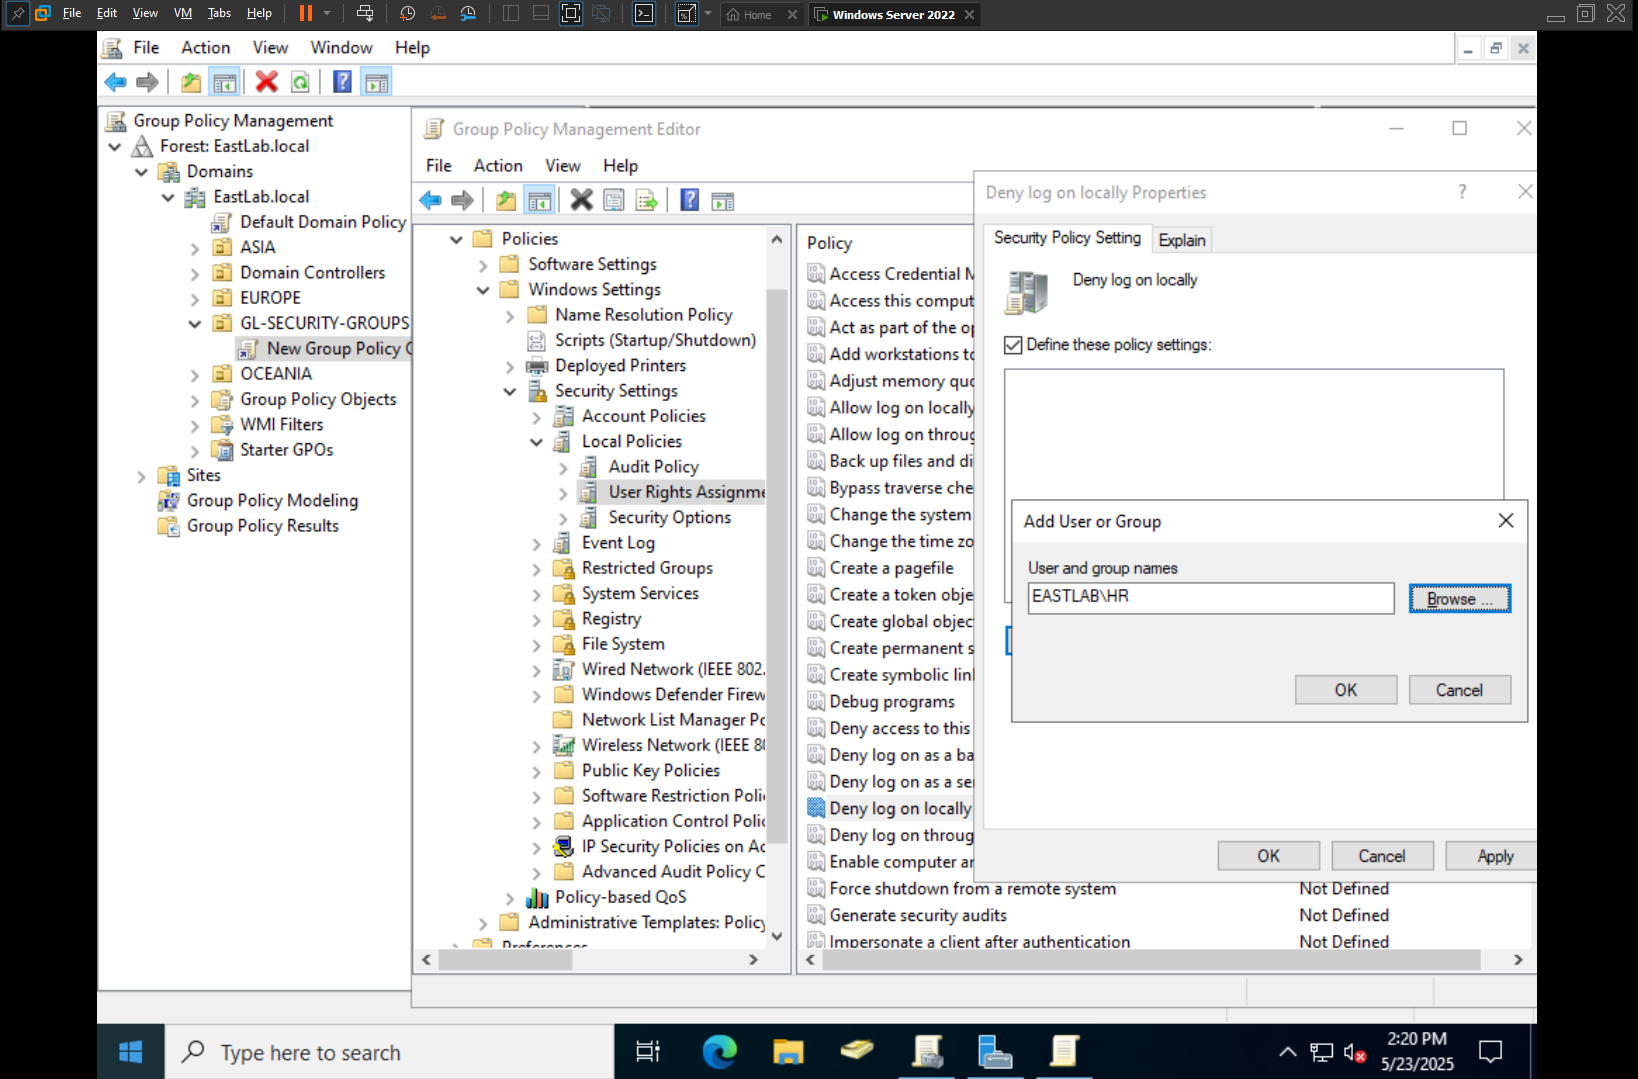 File Edit View VM Tabs Help
Home
Windows Server 2022
File Action View Window Help
Group Policy Management
Forest: EastLab.local
Domains
EastLab.local
Default Domain Policy
ASIA
Domain Controllers
EUROPE
GL-SECURITY-GROUPS
New Group Policy
OCEANIA
Group Policy Objects
WMI Filters
Starter GPOs
Sites
Group Policy Modeling
Group Policy Results
Group Policy Management Editor
File Action View Help
Policies
Software Settings
Windows Settings
Name Resolution Policy
Scripts (Startup/Shutdown)
Deployed Printers
Security Settings
Account Policies
Local Policies
Audit Policy
User Rights Assignme
Security Options
Event Log
Restricted Groups
System Services
Registry
File System
Wired Network (IEEE 802.
Windows Defender Firew
Network List Manager Po
Wireless Network (IEEE 80
Public Key Policies
Software Restriction Poli
Application Control Polic
IP Security Policies on Ac
Advanced Audit Policy C
Policy-based QoS
Administrative Templates: Policy
Preferences
Policy
Access Credential M
Access this comput
Act as part of the op
Add workstations to
Adjust memory quo
Allow log on locally
Allow log on throug
Back up files and di
Bypass traverse che
Change the system
Change the time zo
Create a pagefile
Create a token obje
Create global objec
Create permanent s
Create symbolic lin
Debug programs
Deny access to this
Deny log on as a ba
Deny log on as a se
Deny log on locally
Deny log on throug
Enable computer an
Force shutdown from a remote system Not Defined
Generate security audits Not Defined
Impersonate a client after authentication Not Defined
Deny log on locally Properties
?
Security Policy Setting
Explain
Deny log on locally
Define these policy settings:
Add User or Group
User and group names
EASTLAB\HR
Browse ...
OK
Cancel
OK
Cancel
Apply
Type here to search
2:20 PM
5/23/2025